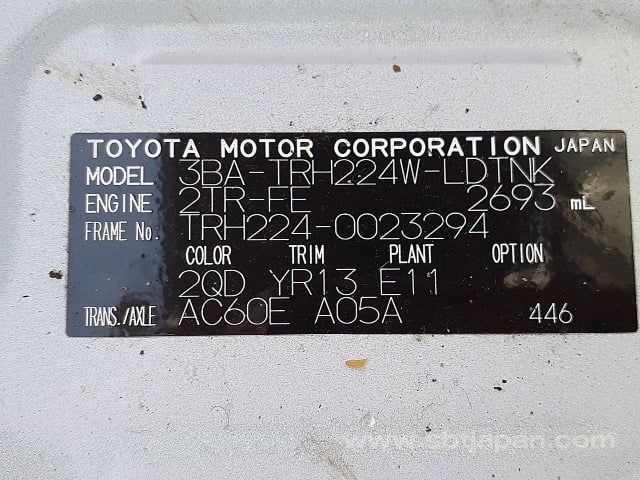 TOYOTA MOTOR CORPORATION JAPAN
MODEL 3BA-TRH224W-LDTNK
ENGINE 2TR-FE 2693 mL
FRAME No. TRH224-0023294
COLOR TRIM PLANT OPTION
2QD YR13 E11
TRANS./AXLE AC60E A05A 446
www.cbtjapan.com